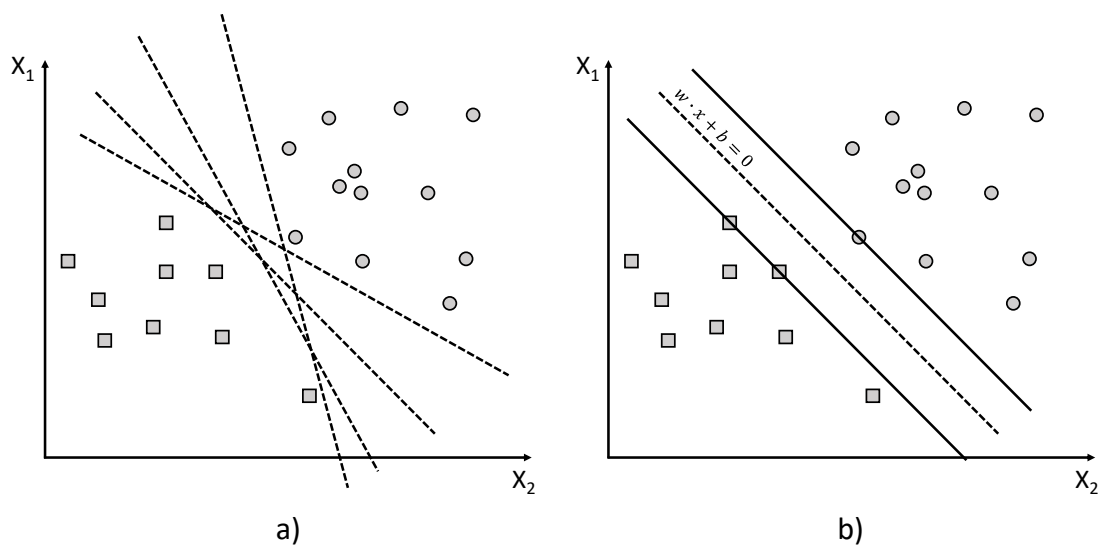 X₁
X₂
a)
X₁
w · x + b = 0
X₂
b)